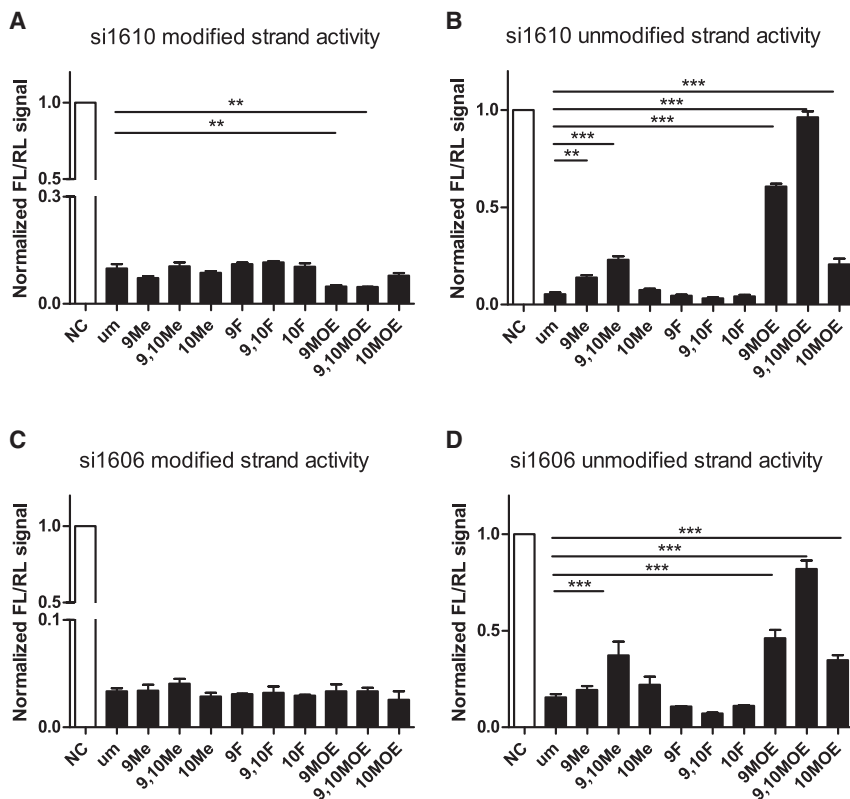 A
si1610 modified strand activity
Normalized FL/RL signal
1.0
0.5
0.3
0.0
**
**
NC
um
9Me
9,10Me
10Me
9F
9,10F
10F
9MOE
9,10MOE
10MOE
B
si1610 unmodified strand activity
Normalized FL/RL signal
1.0
0.5
0.0
***
***
***
***
**
NC
um
9Me
9,10Me
10Me
9F
9,10F
10F
9MOE
9,10MOE
10MOE
C
si1606 modified strand activity
Normalized FL/RL signal
1.0
0.5
0.1
0.0
NC
um
9Me
9,10Me
10Me
9F
9,10F
10F
9MOE
9,10MOE
10MOE
D
si1606 unmodified strand activity
Normalized FL/RL signal
1.0
0.5
0.0
***
***
***
***
NC
um
9Me
9,10Me
10Me
9F
9,10F
10F
9MOE
9,10MOE
10MOE